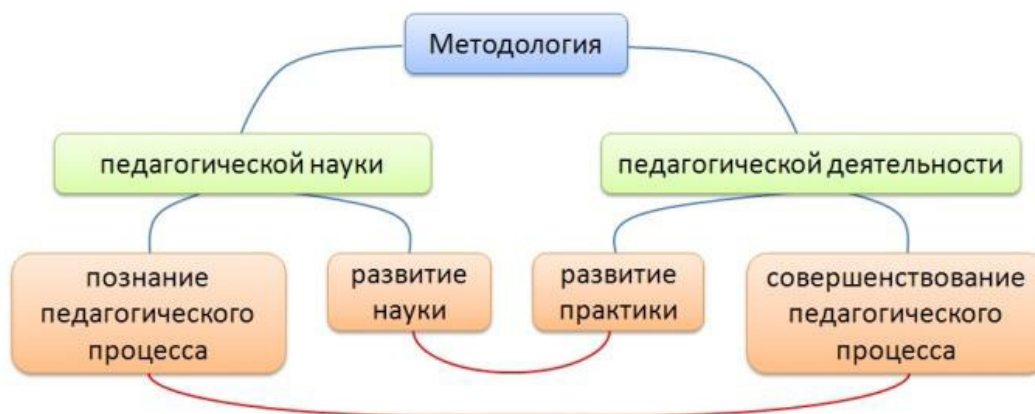 Методология
педагогической науки
педагогической деятельности
познание
педагогического
процесса
развитие
науки
развитие
практики
совершенствование
педагогического
процесса